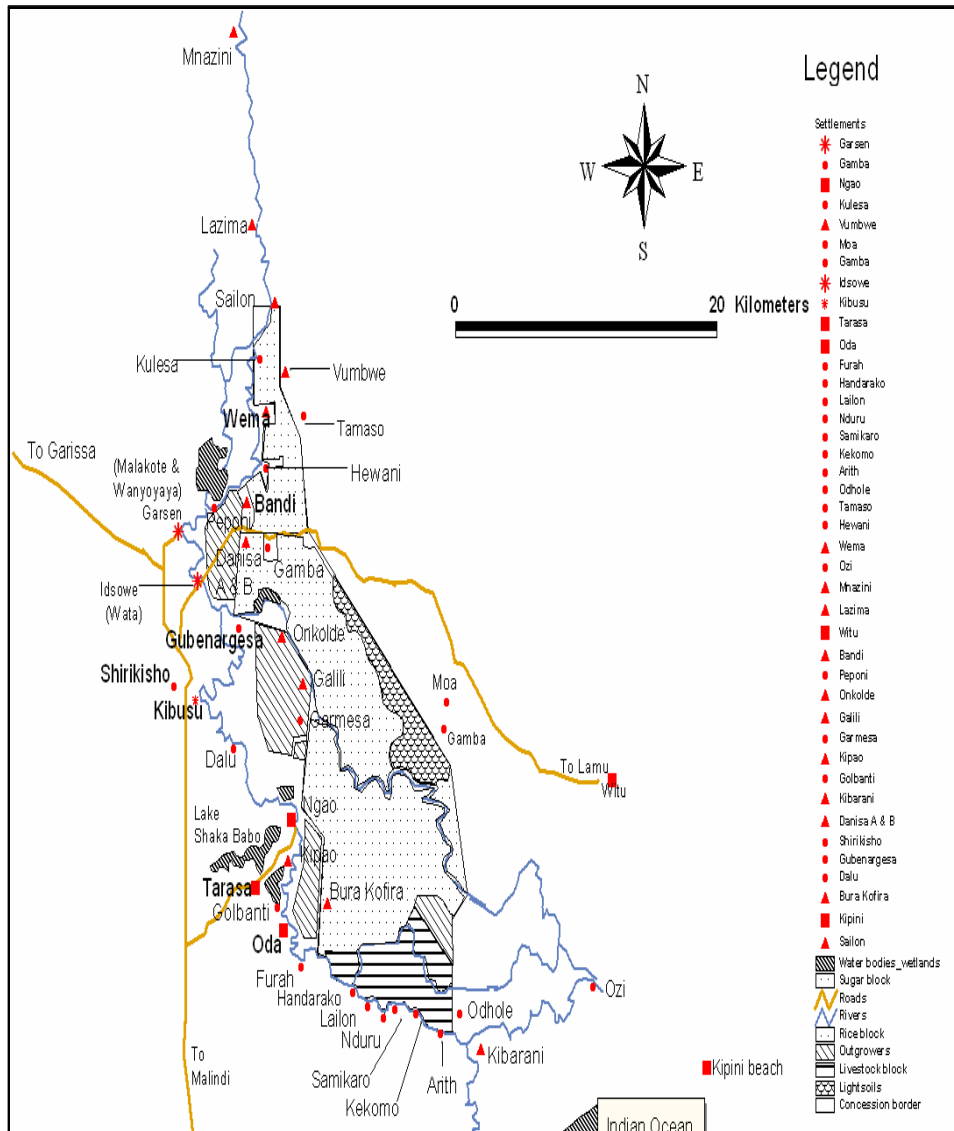 Mnazini
Legend
N
W E
S
Lazima
Sailon
0 20 Kilometers
Kulesa
Vumbwe
Wema
Tamaso
To Garissa
(Malakote &
Wanyoyaya)
Garsen
Hewani
Bandi
Peponi
Danisa
A & B
Gamba
Idsowe
(Wata)
Gubenargesa
Onkolde
Shirikisho
Kibusu
Galili
Moa
Garmesa
Gamba
Dalu
To Lamu
Witu
Lake
Shaka Babo
Ngao
Kipao
Tarasa
Bura Kofira
Golbanti
Oda
Furah
Handarako
Lailon
Nduru
Samikaro
Kekomo
Arith
Odhole
Ozi
Kibarani
Kipini beach
To
Malindi
Indian Ocean
Settlements
Garsen
Gamba
Ngao
Kulesa
Vumbwe
Moa
Gamba
Idsowe
Kibusu
Tarasa
Oda
Furah
Handarako
Lailon
Nduru
Samikaro
Kekomo
Arith
Odhole
Tamaso
Hewani
Wema
Ozi
Mnazini
Lazima
Witu
Bandi
Peponi
Onkolde
Galili
Garmesa
Kipao
Golbanti
Kibarani
Danisa A & B
Shirikisho
Gubenargesa
Dalu
Bura Kofira
Kipini
Sailon
Water bodies_wetlands
Sugar block
Roads
Rivers
Rice block
Outgrowers
Livestock block
Lightsoils
Concession border